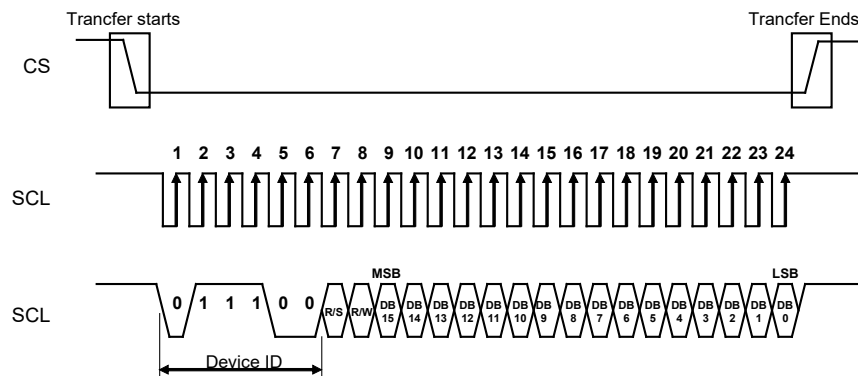 Trancfer starts
Transfer Ends
CS
1 2 3 4 5 6 7 8 9 10 11 12 13 14 15 16 17 18 19 20 21 22 23 24
SCL
MSB
LSB
SCL
0 1 1 1 0 0 R/S R/W DB 15 DB 14 DB 13 DB 12 DB 11 DB 10 DB 9 DB 8 DB 7 DB 6 DB 5 DB 4 DB 3 DB 2 DB 1 DB 0
Device ID